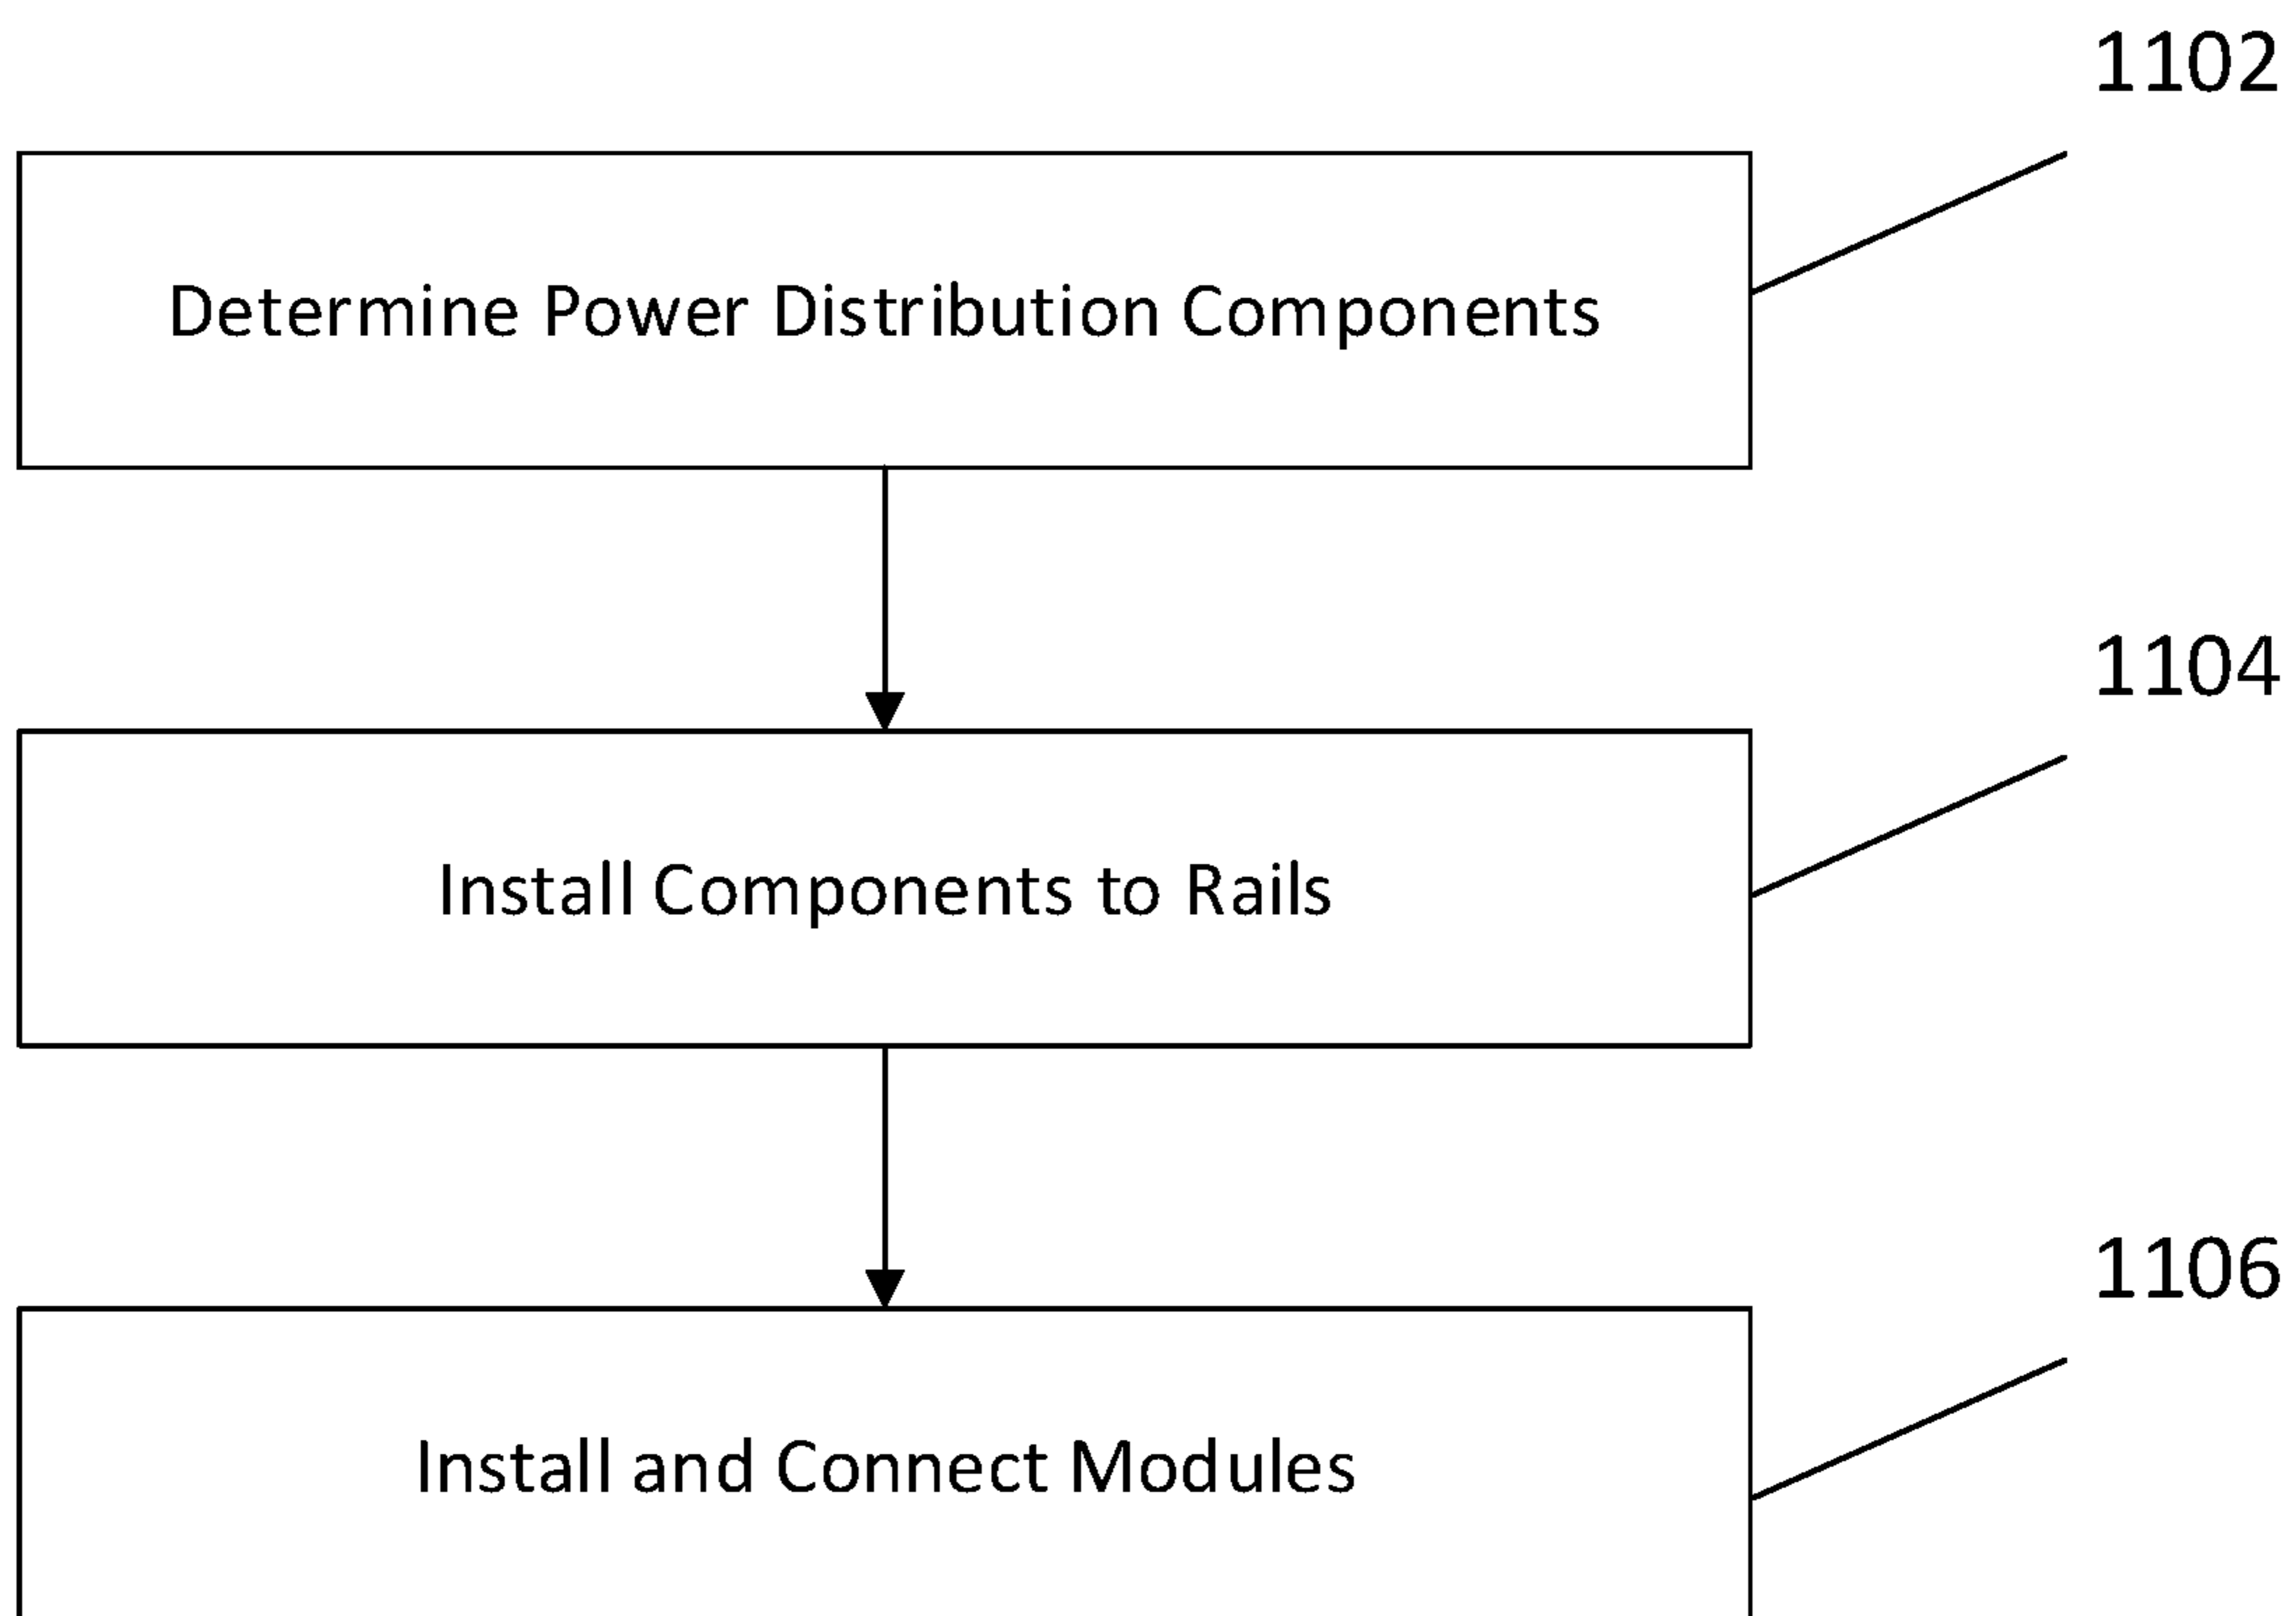 1102
Determine Power Distribution Components
1104
Install Components to Rails
1106
Install and Connect Modules